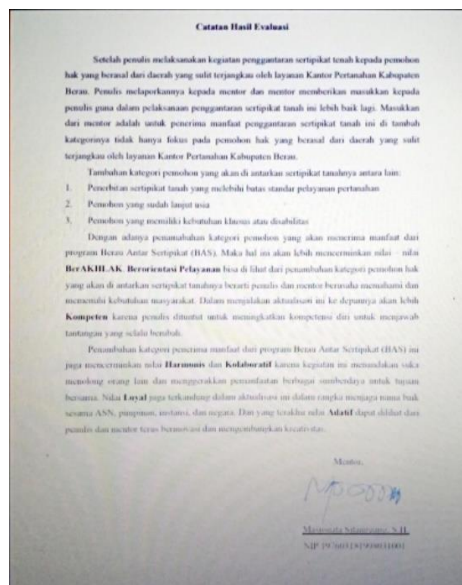 Catatan Hasil Evaluasi
Setelah penulis melaksanakan kegiatan penggantaran sertipikat tenah kepada pemohon
hak yang berasal dari daerah yang sulit terjangkau oleh layanan Kantor Pertanahan Kabupaten
Berau. Penulis melaporkannya kepada mentor dan mentor memberikan masukkan kepada
penulis guna dalam pelaksanaan penggantaran sertipikat tanah ini lebih baik lagi. Masukkan
dari mentor adalah untuk penerima manfaat penggantaran sertipikat tanah ini di tambah
kategorinya tidak hanya fokus pada pemohon hak yang berasal dari daerah yang sulit
terjangkau oleh layanan Kantor Pertanahan Kabupaten Berau.
Tambahan kategori pemohon yang akan di antarkan sertipikat tanahnya antara lain:
1. Penerbitan sertipikat tanah yang melebihi batas standar pelayanan pertanahan
2. Pemohon yang sudah lanjut usia
3. Pemohon yang memiliki kebutuhan khusus atau disabilitas
Dengan adanya penambahan kategori pemohon yang akan menerima manfaat dari
program Berau Antar Sertipikat (BAS). Maka hal ini akan lebih mencerminkan nilai - nilai
BerAKHLAK. Berorientasi Pelayanan bisa di lihat dari penambahan kategori pemohon hak
yang akan di antarkan sertipikat tanahnya berarti penulis dan mentor berusaha memahami dan
memenuhi kebutuhan masyarakat. Dalam menjalakan aktualisasi ini ke depannya akan lebih
Kompeten karena penulis dituntut untuk meningkatkan kompetensi diri untuk menjawab
tantangan yang selalu berubah.
Penambahan kategori penerima manfaat dari program Berau Antar Sertipikat (BAS) ini
juga mencerminkan nilai Harmonis dan Kolaboratif karena kegiatan ini menandakan suka
menolong orang lain dan menggerakkan pemanfaatan berbagai sumberdaya untuk tujuan
bersama. Nilai Loyal juga terkandung dalam aktualisasi ini dalam rangka menjaga nama baik
sesama ASN, pimpinan, instansi, dan negara. Dan yang terakhir nilai Adatif dapat dilihat dari
penulis dan mentor terus berinovasi dan mengembangkan kreativitas.
Mentor,
S.H.
NIP